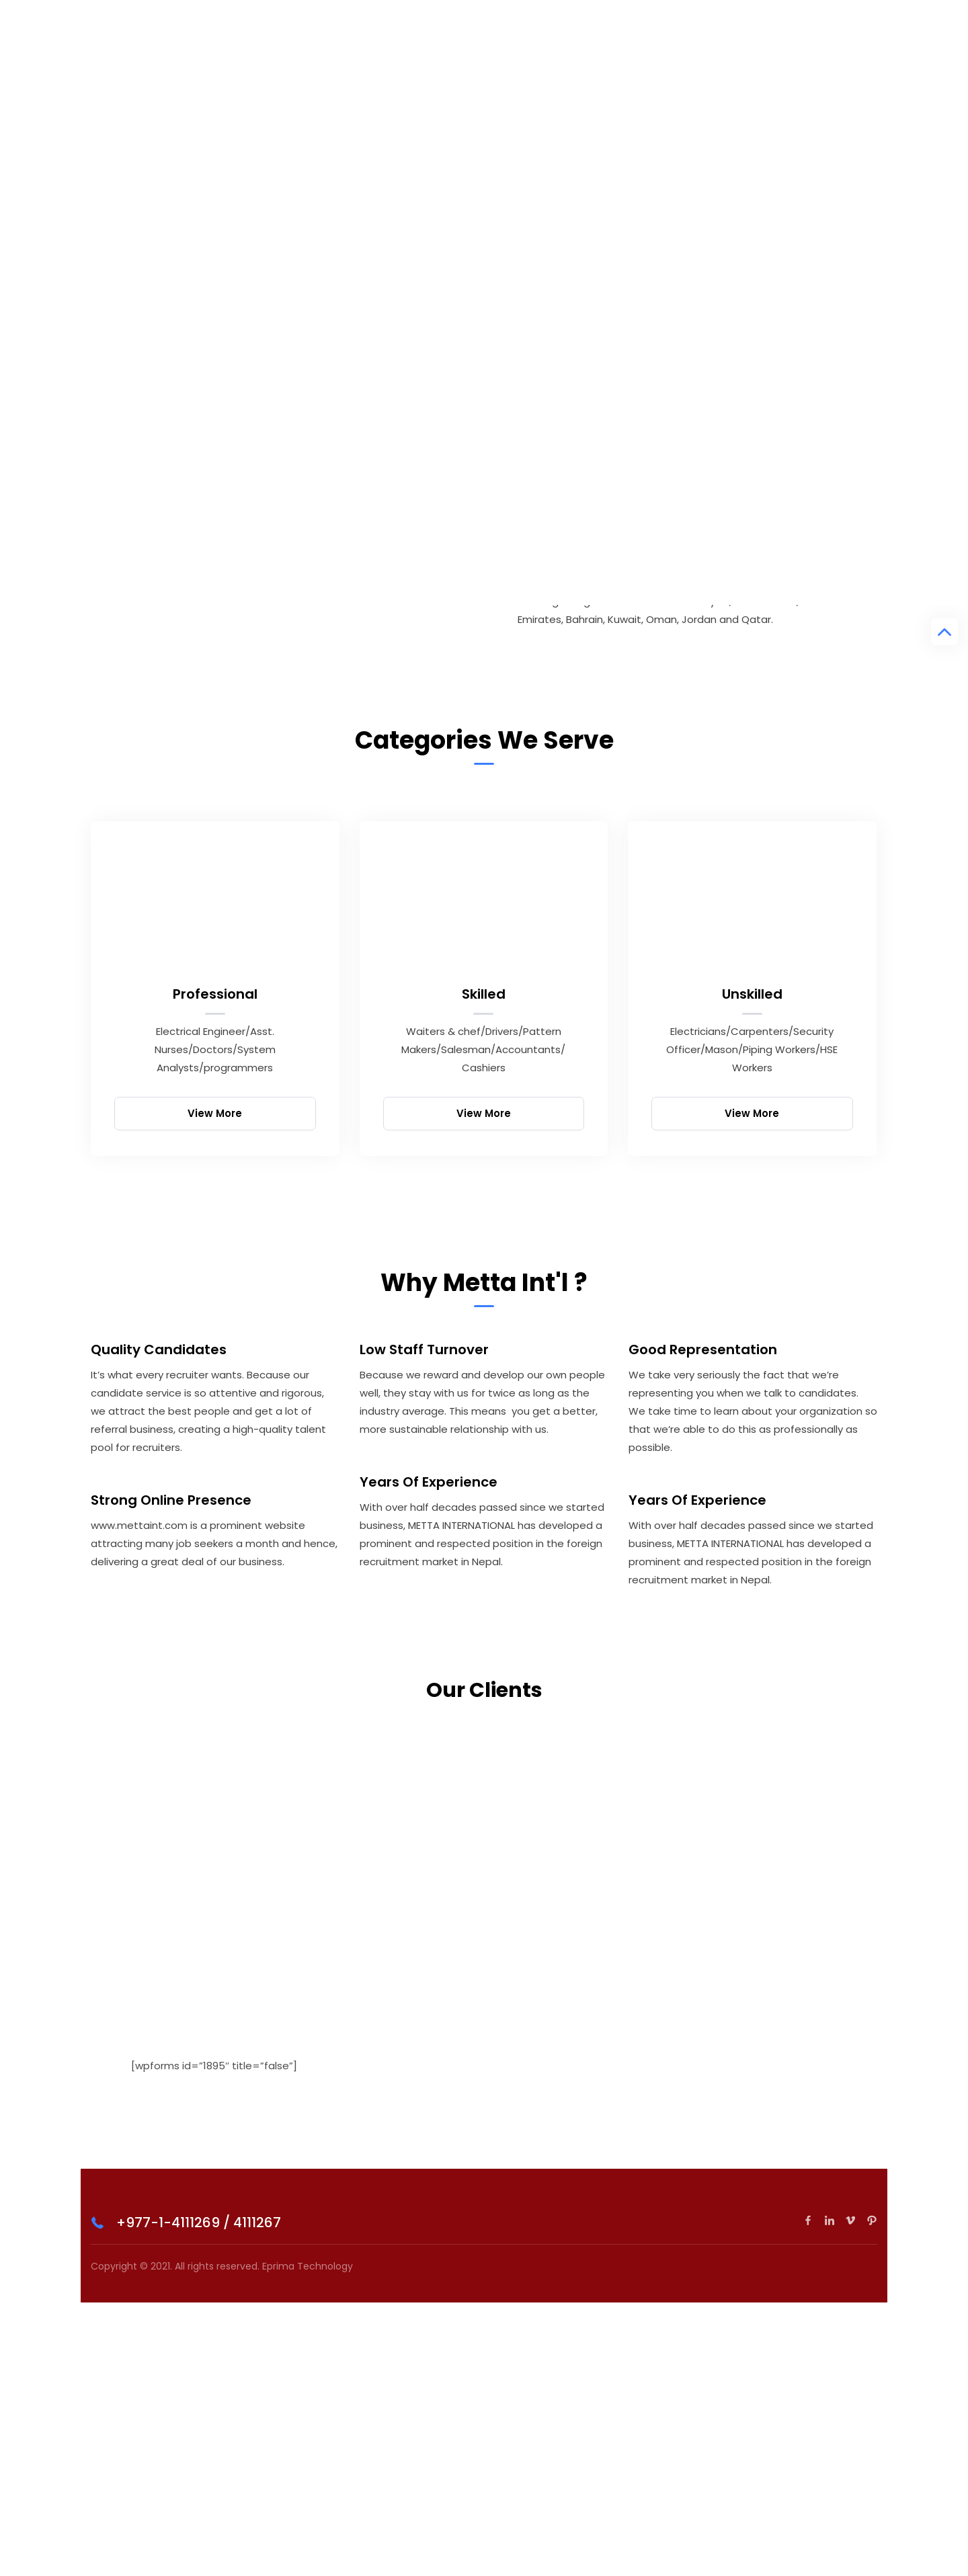 Emirates, Bahrain, Kuwait, Oman, Jordan and Qatar.
Categories We Serve
Professional
Electrical Engineer/Asst.
Nurses/Doctors/System
Analysts/programmers
View More
Skilled
Waiters & chef/Drivers/Pattern
Makers/Salesman/Accountants/
Cashiers
View More
Unskilled
Electricians/Carpenters/Security
Officer/Mason/Piping Workers/HSE
Workers
View More
Why Metta Int'l ?
Quality Candidates
It’s what every recruiter wants. Because our
candidate service is so attentive and rigorous,
we attract the best people and get a lot of
referral business, creating a high-quality talent
pool for recruiters.
Strong Online Presence
www.mettaint.com is a prominent website
attracting many job seekers a month and hence,
delivering a great deal of our business.
Low Staff Turnover
Because we reward and develop our own people
well, they stay with us for twice as long as the
industry average. This means  you get a better,
more sustainable relationship with us.
Years Of Experience
With over half decades passed since we started
business, METTA INTERNATIONAL has developed a
prominent and respected position in the foreign
recruitment market in Nepal.
Good Representation
We take very seriously the fact that we’re
representing you when we talk to candidates.
We take time to learn about your organization so
that we’re able to do this as professionally as
possible.
Years Of Experience
With over half decades passed since we started
business, METTA INTERNATIONAL has developed a
prominent and respected position in the foreign
recruitment market in Nepal.
Our Clients
[wpforms id=”1895″ title=”false”]
+977-1-4111269 / 4111267
Copyright © 2021. All rights reserved. Eprima Technology